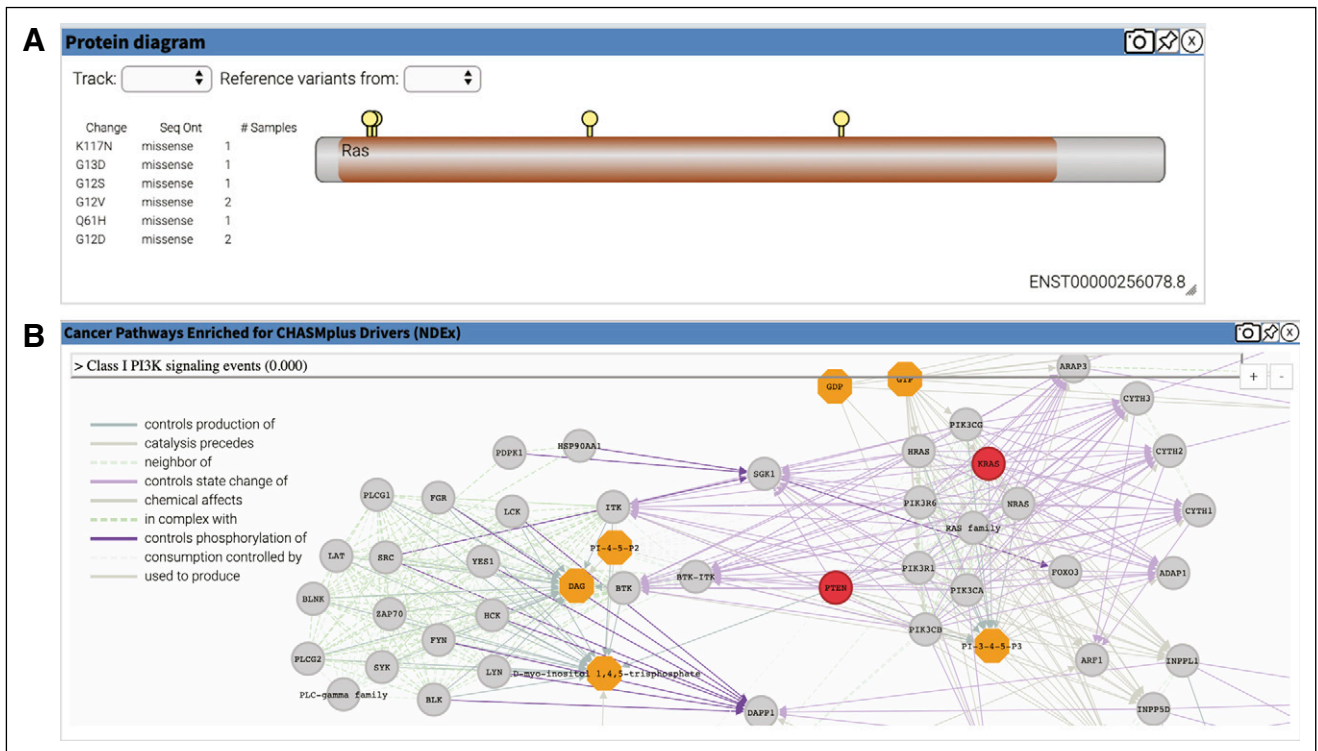 A
Protein diagram
Track:
Reference variants from:
Change Seq Ont # Samples
K117N missense 1
G13D missense 1
G12S missense 1
G12V missense 2
Q61H missense 1
G12D missense 2
Ras
ENST00000256078.8
B
Cancer Pathways Enriched for CHASMplus Drivers (NDEx)
> Class I PI3K signaling events (0.000)
+ -
controls production of
catalysis precedes
neighbor of
controls state change of
chemical affects
in complex with
controls phosphorylation of
consumption controlled by
used to produce
ARAP3
GDP
GTP
CYTH3
PIK3CG
HSP90AA1
PDPK1
HRAS
CYTH2
KRAS
SGK1
PLCG1
FGR
PIK3R6
NRAS
LCK
ITK
CYTH1
RAS family
PI-4-5-P2
LAT
SRC
YES1
PIK3R1
FOXO3
ADAP1
BTK-ITK
DAG
BTK
PTEN
PIK3CA
BLNK
ZAP70
HCK
PIK3CB
FYN
PI-3-4-5-P3
PLCG2
SYK
LYN
D-myo-inositol 1,4,5-trisphosphate
ARF1
INPPL1
PLC-gamma family
BLK
DAPP1
INPP5D